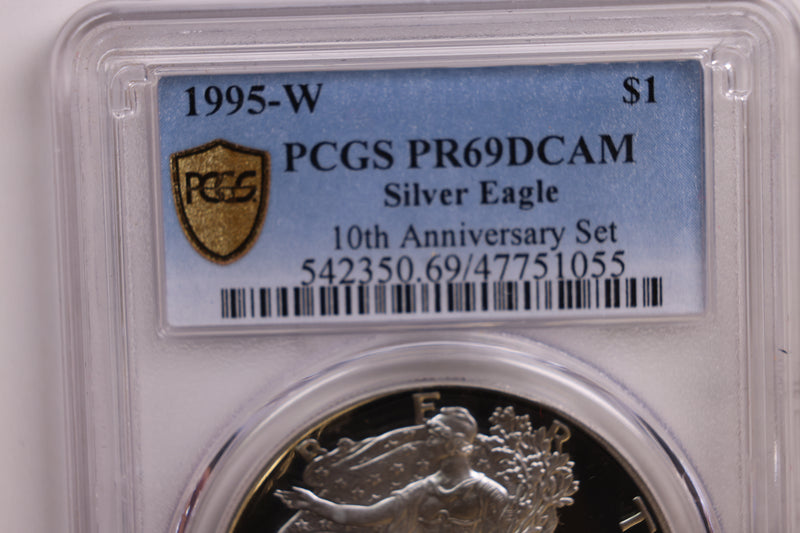 1995-W $1
PCGS PR69DCAM
PCGS
Silver Eagle
10th Anniversary Set
542350.69/47751055
E R T